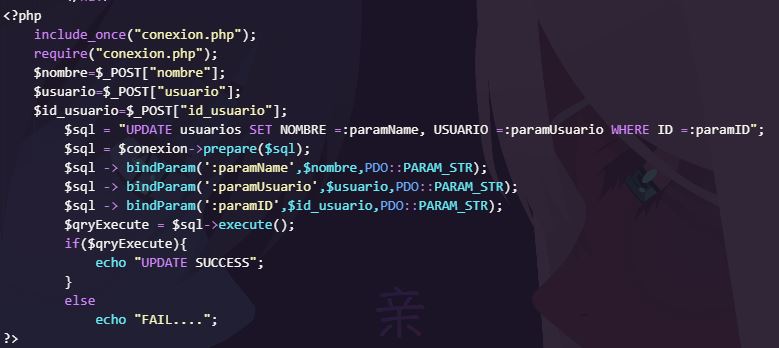 <?php
include_once("conexion.php");
require("conexion.php");
$nombre=$_POST["nombre"];
$usuario=$_POST["usuario"];
$id_usuario=$_POST["id_usuario"];
$sql = "UPDATE usuarios SET NOMBRE =:paramName, USUARIO =:paramUsuario WHERE ID =:paramID";
$sql = $conexion->prepare($sql);
$sql -> bindParam(':paramName',$nombre,PDO::PARAM_STR);
$sql -> bindParam(':paramUsuario',$usuario,PDO::PARAM_STR);
$sql -> bindParam(':paramID',$id_usuario,PDO::PARAM_STR);
$qryExecute = $sql->execute();
if($qryExecute){
echo "UPDATE SUCCESS";
}
else
echo "FAIL....";
?>
亲